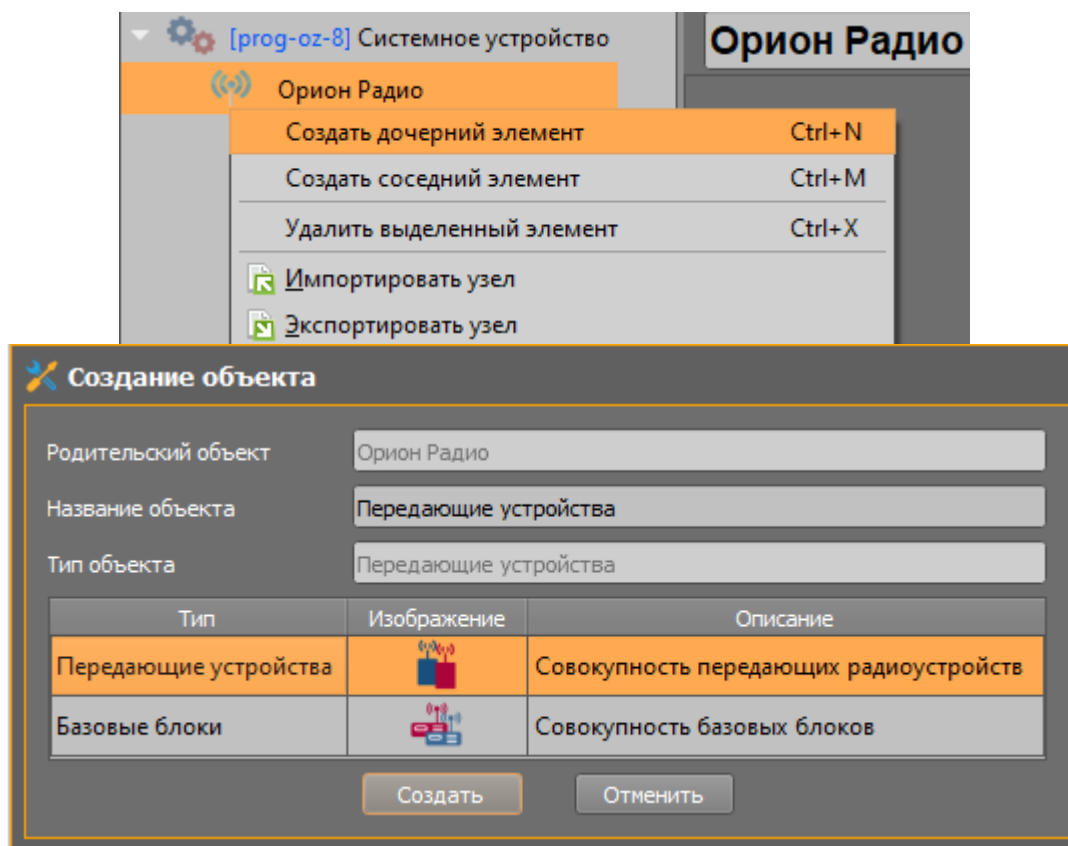 [prog-oz-8] Системное устройство
Орион Радио
Орион Радио
Создать дочерний элемент Ctrl+N
Создать соседний элемент Ctrl+M
Удалить выделенный элемент Ctrl+X
Импортировать узел
Экспортировать узел
Создание объекта
Родительский объект Орион Радио
Название объекта Передающие устройства
Тип объекта Передающие устройства
Тип Изображение Описание
Передающие устройства Совокупность передающих радиоустройств
Базовые блоки Совокупность базовых блоков
Создать Отменить